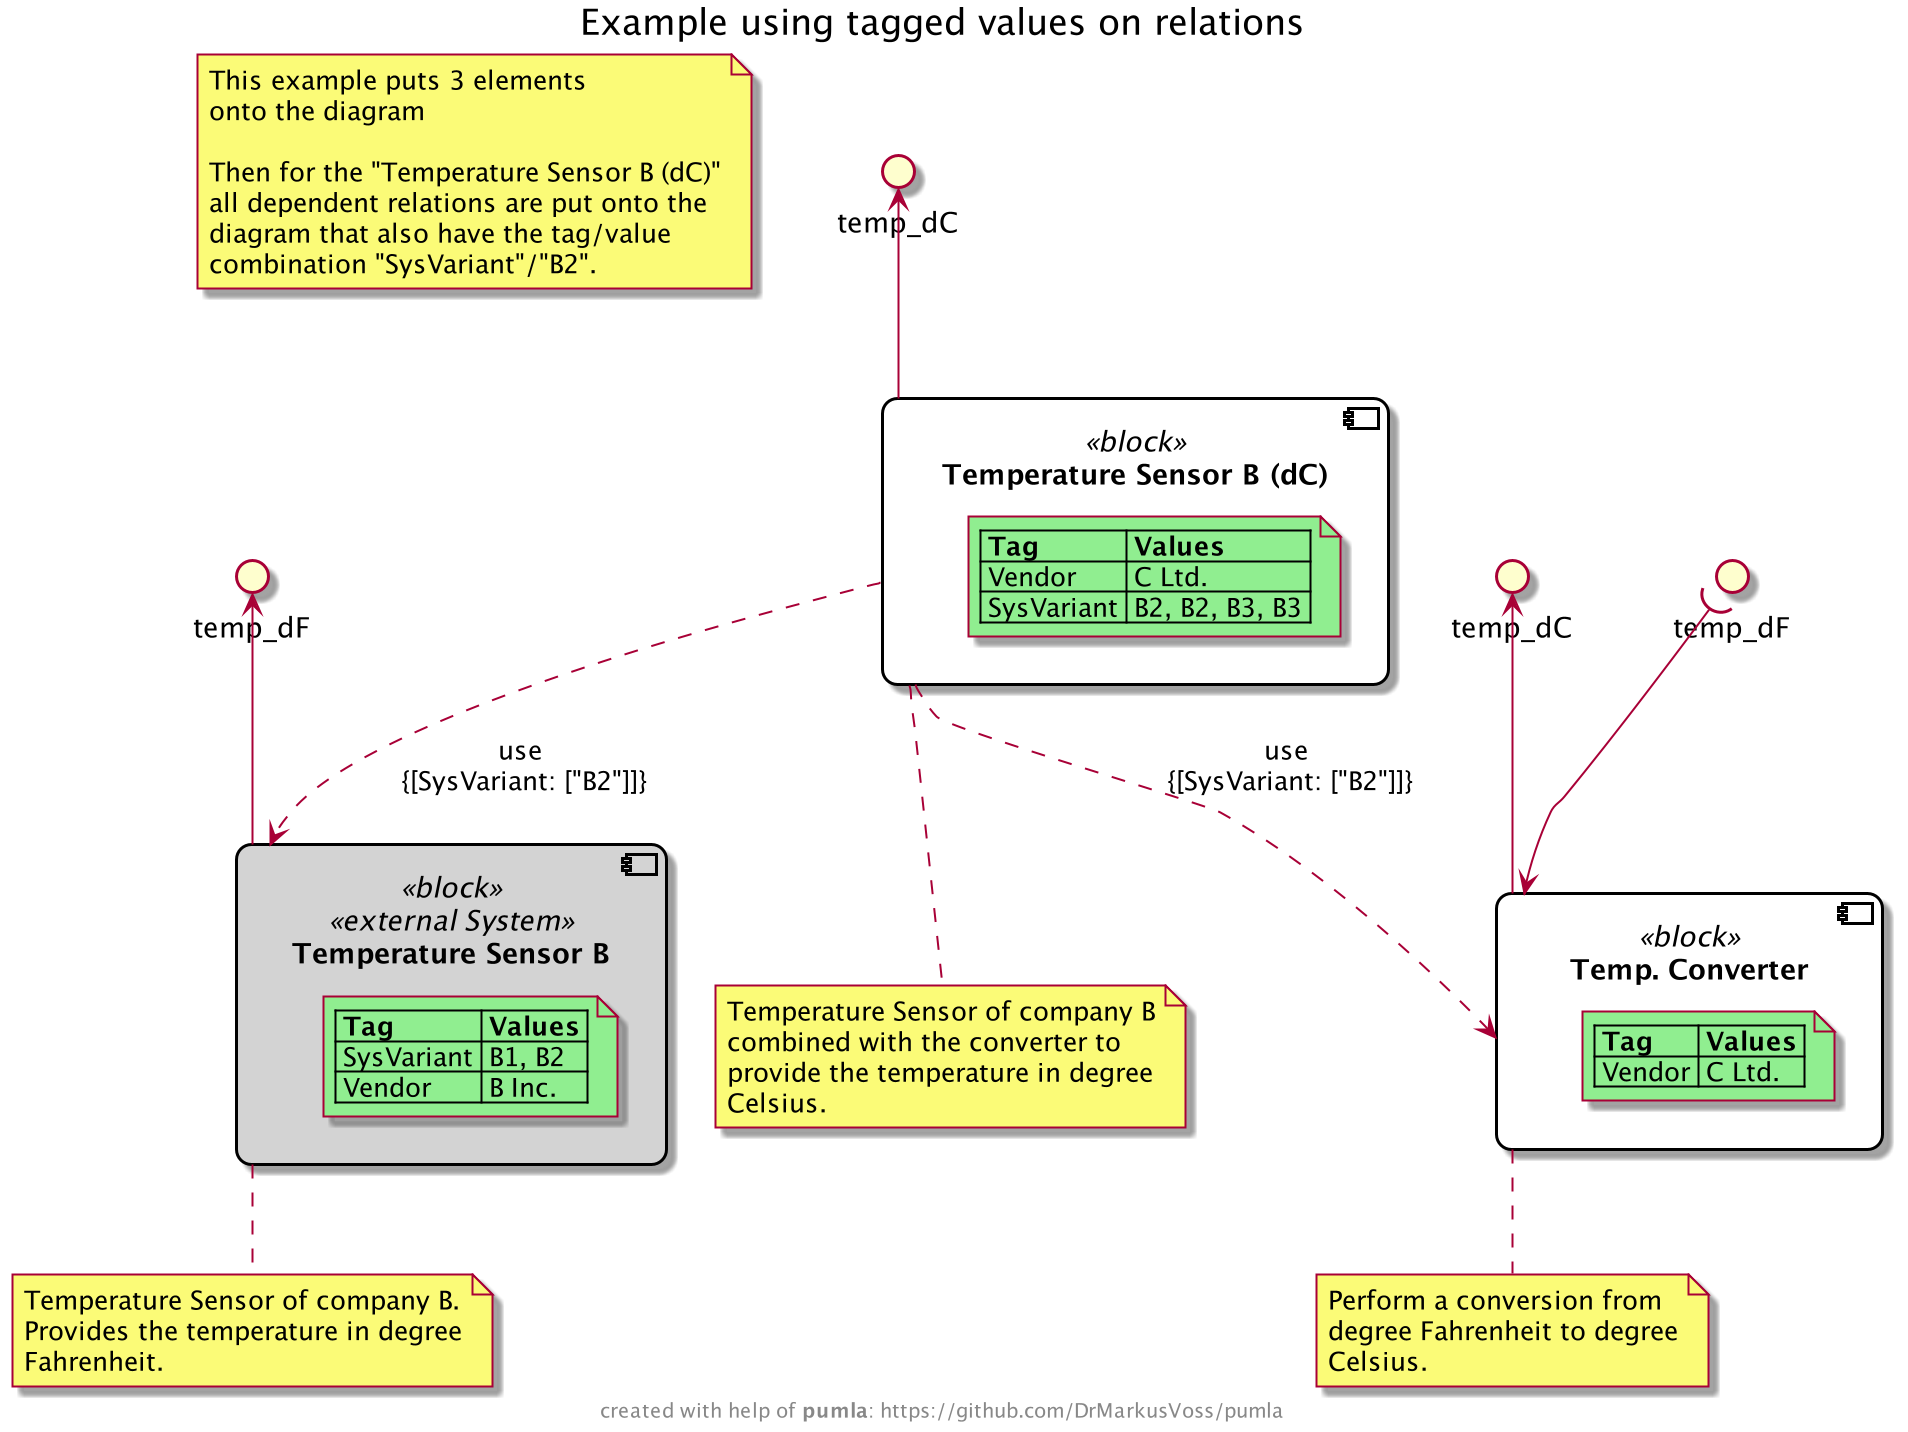 Example using tagged values on relations
This example puts 3 elements
onto the diagram
Then for the "Temperature Sensor B (dC)"
all dependent relations are put onto the
diagram that also have the tag/value
combination "SysVariant"/"B2".
temp_dC
«block»
Temperature Sensor B (dC)
Tag Values
Vendor C Ltd.
SysVariant B2, B2, B3, B3
temp_dF
temp_dC
temp_dF
use
{[SysVariant: ["B2"]]}
use
{[SysVariant: ["B2"]]}
«block»
«external System»
Temperature Sensor B
Tag Values
SysVariant B1, B2
Vendor B Inc.
Temperature Sensor of company B
combined with the converter to
provide the temperature in degree
Celsius.
«block»
Temp. Converter
Tag Values
Vendor C Ltd.
Temperature Sensor of company B.
Provides the temperature in degree
Fahrenheit.
Perform a conversion from
degree Fahrenheit to degree
Celsius.
created with help of pumla: https://github.com/DrMarkusVoss/pumla